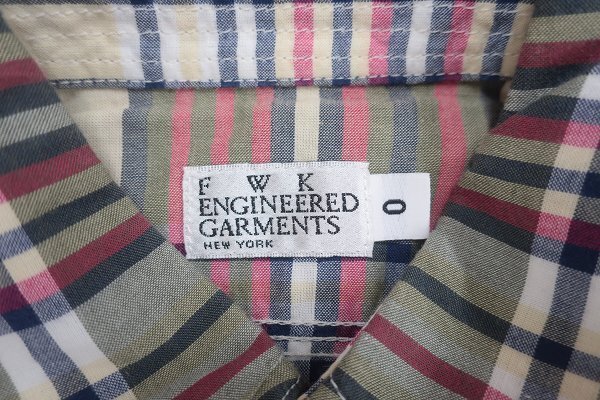 F W K
ENGINEERED
GARMENTS
NEW YORK
0